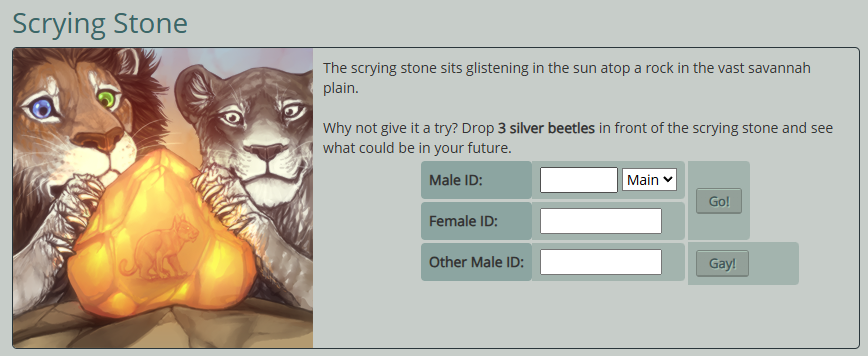 Scrying Stone
The scrying stone sits glistening in the sun atop a rock in the vast savannah
plain.
Why not give it a try? Drop 3 silver beetles in front of the scrying stone and see
what could be in your future.
Male ID: Main Go!
Female ID:
Other Male ID: Gay!